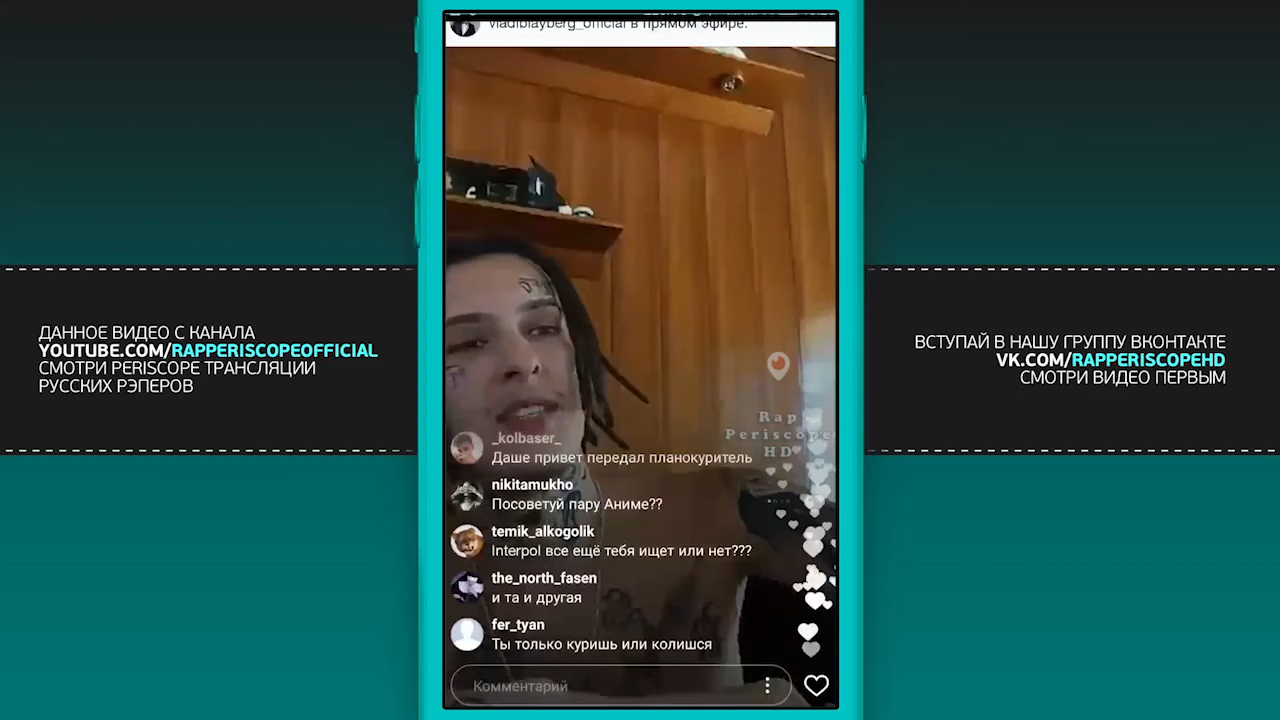 vladiblayberg_official в прямом эфире.
ДАННОЕ ВИДЕО С КАНАЛА
YOUTUBE.COM/RAPPERISCOPEOFFICIAL
СМОТРИ PERISCOPE ТРАНСЛЯЦИИ
РУССКИХ РЭПЕРОВ
ВСТУПАЙ В НАШУ ГРУППУ ВКОНТАКТЕ
VK.COM/RAPPERISCOPEHD
СМОТРИ ВИДЕО ПЕРВЫМ
Rap
Periscope
HD
_kolbaser_
Даше привет передал планокуритель
nikitamukho
Посоветуй пару Аниме??
temik_alkogolik
Interpol все ещё тебя ищет или нет???
the_north_fasen
и та и другая
fer_tyan
Ты только куришь или колишся
Комментарий